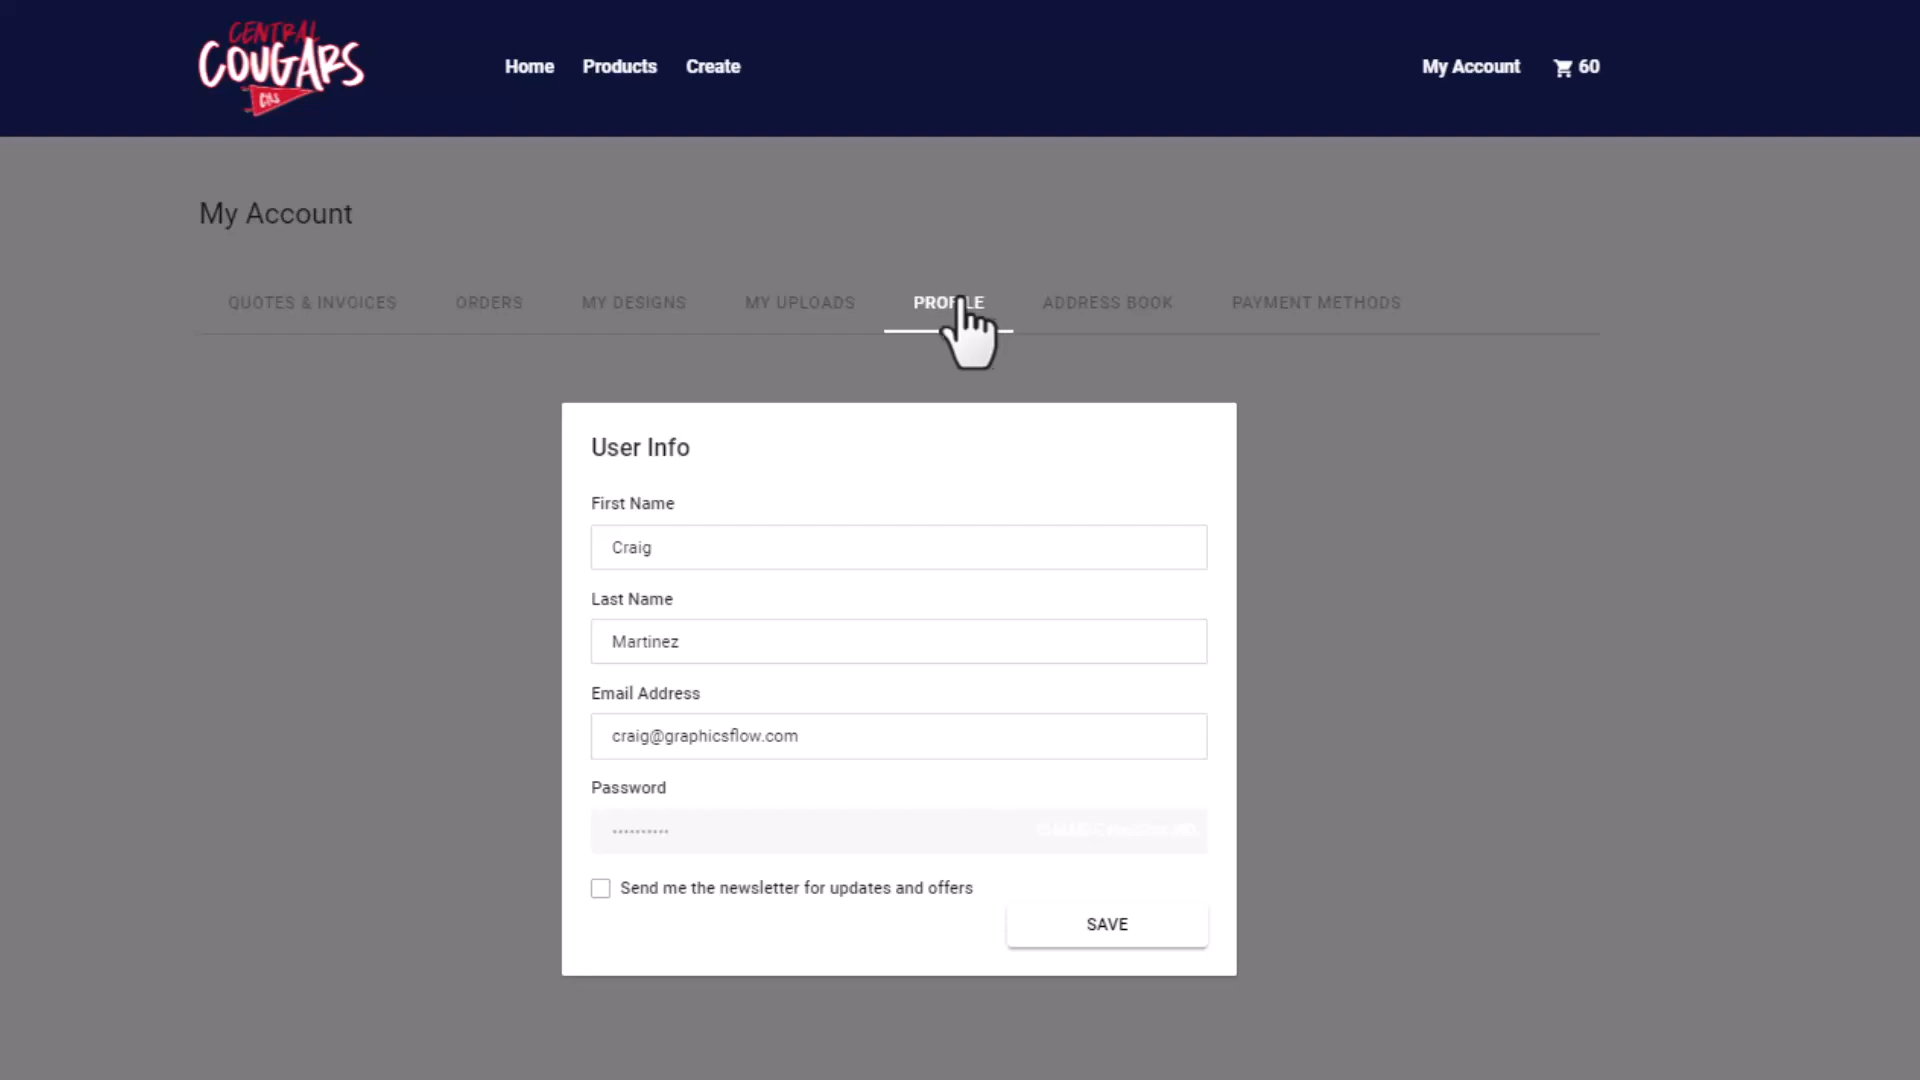 CENTRAL
COUGARS
CHS
Home Products Create
My Account 60
My Account
QUOTES & INVOICES ORDERS MY DESIGNS MY UPLOADS PROFILE ADDRESS BOOK PAYMENT METHODS
User Info
First Name
Craig
Last Name
Martinez
Email Address
craig@graphicsflow.com
Password
••••••••••
Send me the newsletter for updates and offers
SAVE